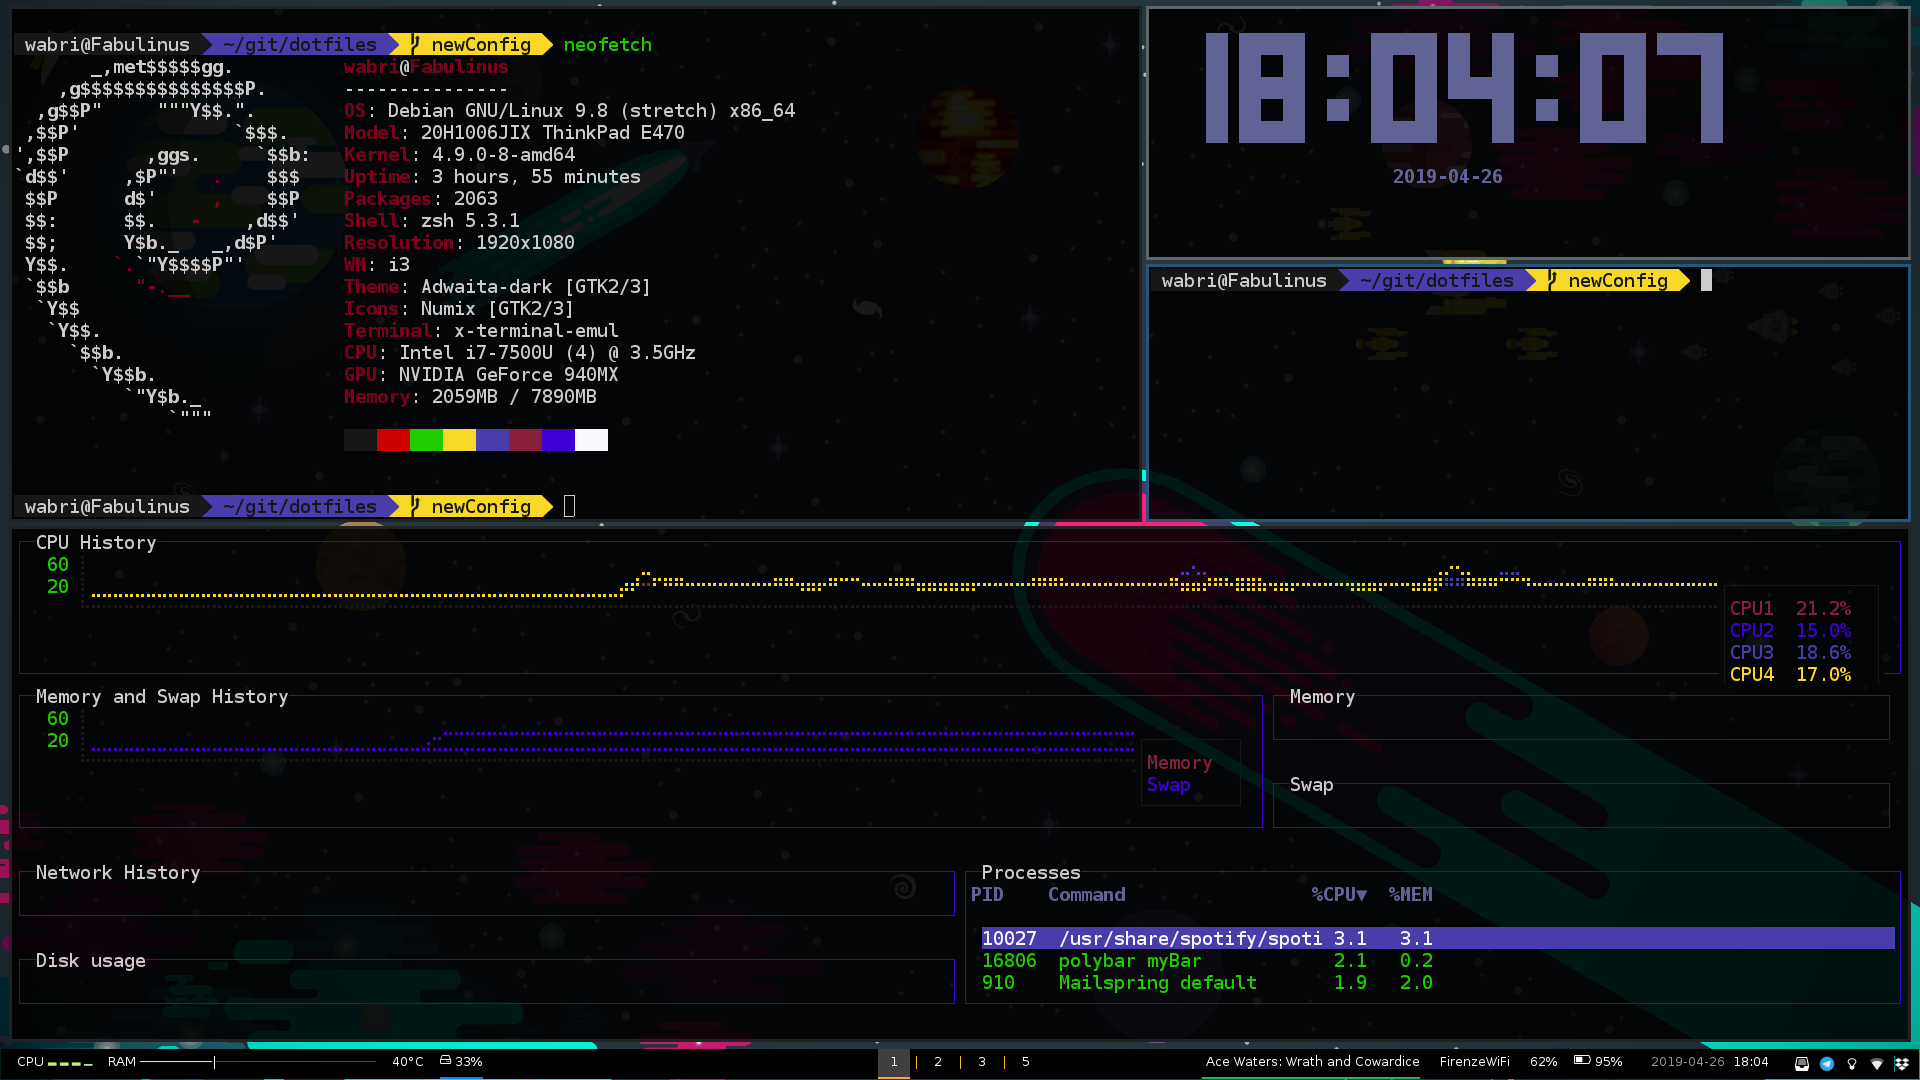 wabri@Fabulinus ~/git/dotfiles newConfig neofetch
_,met$$$$$gg.
,g$$$$$$$$$$$$$$$P.
,g$$P" """Y$$.".
,$$P' `$$$.
',$$P ,ggs. `$$b:
`d$$' ,$P"' . $$$
$$P d$' , $$P
$$: $$. - ,d$$'
$$; Y$b._ _,d$P'
Y$$. `.`"Y$$$$P"'
`$$b "-.__
`Y$$
`Y$$.
`$$b.
`Y$$b.
`"Y$b._
`"""
wabri@Fabulinus
---------------
OS: Debian GNU/Linux 9.8 (stretch) x86_64
Model: 20H1006JIX ThinkPad E470
Kernel: 4.9.0-8-amd64
Uptime: 3 hours, 55 minutes
Packages: 2063
Shell: zsh 5.3.1
Resolution: 1920x1080
WM: i3
Theme: Adwaita-dark [GTK2/3]
Icons: Numix [GTK2/3]
Terminal: x-terminal-emul
CPU: Intel i7-7500U (4) @ 3.5GHz
GPU: NVIDIA GeForce 940MX
Memory: 2059MB / 7890MB
wabri@Fabulinus ~/git/dotfiles newConfig
18:04:07
2019-04-26
wabri@Fabulinus ~/git/dotfiles newConfig
CPU History
60
20
CPU1 21.2%
CPU2 15.0%
CPU3 18.6%
CPU4 17.0%
Memory and Swap History
60
20
Memory
Swap
Memory
Swap
Network History
Disk usage
Processes
PID Command %CPU▼ %MEM
10027 /usr/share/spotify/spoti 3.1 3.1
16806 polybar myBar 2.1 0.2
910 Mailspring default 1.9 2.0
CPU RAM 40°C 33% 1 2 3 5 Ace Waters: Wrath and Cowardice FirenzeWiFi 62% 95% 2019-04-26 18:04